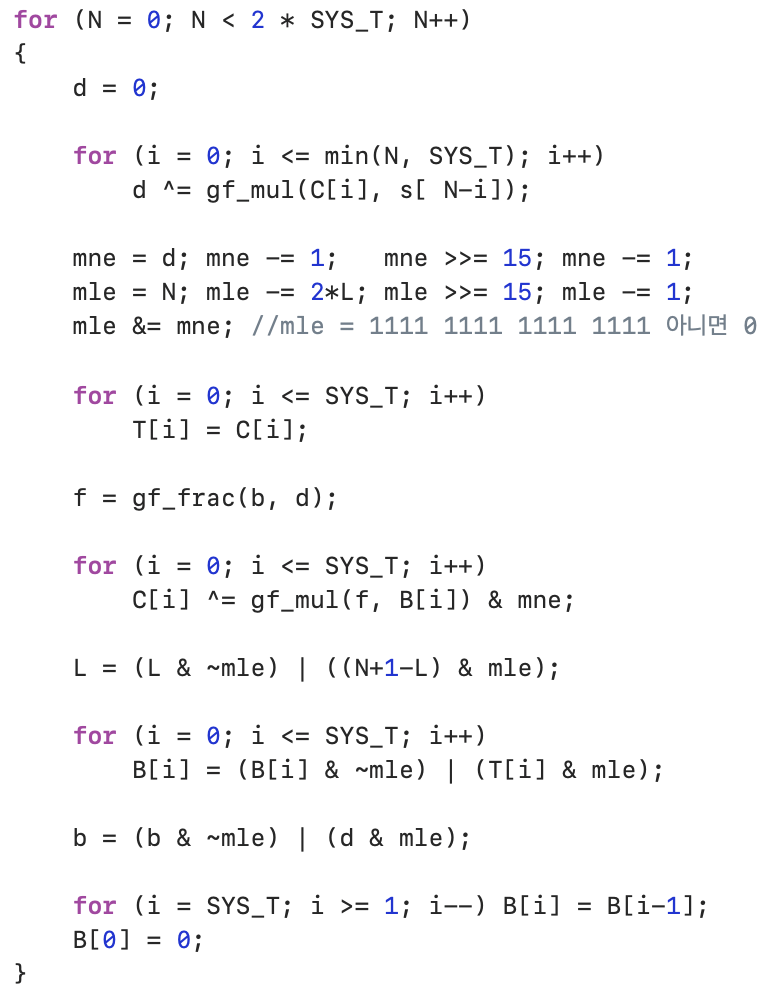 for (N = 0; N < 2 * SYS_T; N++)
{
    d = 0;

    for (i = 0; i <= min(N, SYS_T); i++)
        d ^= gf_mul(C[i], s[ N-i]);

    mne = d; mne -= 1;   mne >>= 15; mne -= 1;
    mle = N; mle -= 2*L; mle >>= 15; mle -= 1;
    mle &= mne; //mle = 1111 1111 1111 1111 아니면 0

    for (i = 0; i <= SYS_T; i++)
        T[i] = C[i];

    f = gf_frac(b, d);

    for (i = 0; i <= SYS_T; i++)
        C[i] ^= gf_mul(f, B[i]) & mne;

    L = (L & ~mle) | ((N+1-L) & mle);

    for (i = 0; i <= SYS_T; i++)
        B[i] = (B[i] & ~mle) | (T[i] & mle);

    b = (b & ~mle) | (d & mle);

    for (i = SYS_T; i >= 1; i--) B[i] = B[i-1];
    B[0] = 0;
}